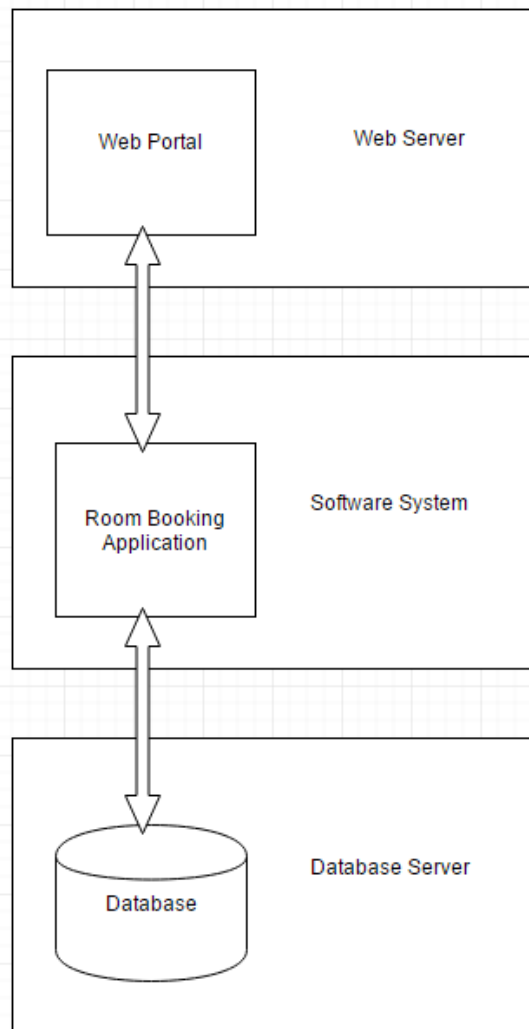 Web Portal
Web Server
Room Booking
Application
Software System
Database
Database Server